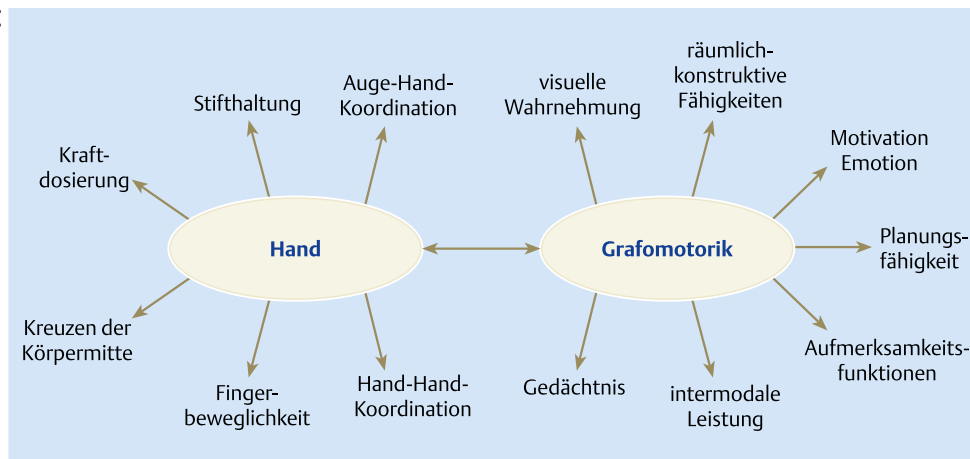 Stifthaltung
Auge-Hand-
Koordination
visuelle
Wahrnehmung
räumlich-
konstruktive
Fähigkeiten
Kraft-
dosierung
Motivation
Emotion
Hand
Grafomotorik
Planungs-
fähigkeit
Kreuzen der
Körpermitte
Finger-
beweglichkeit
Hand-Hand-
Koordination
Gedächtnis
intermodale
Leistung
Aufmerksamkeits-
funktionen